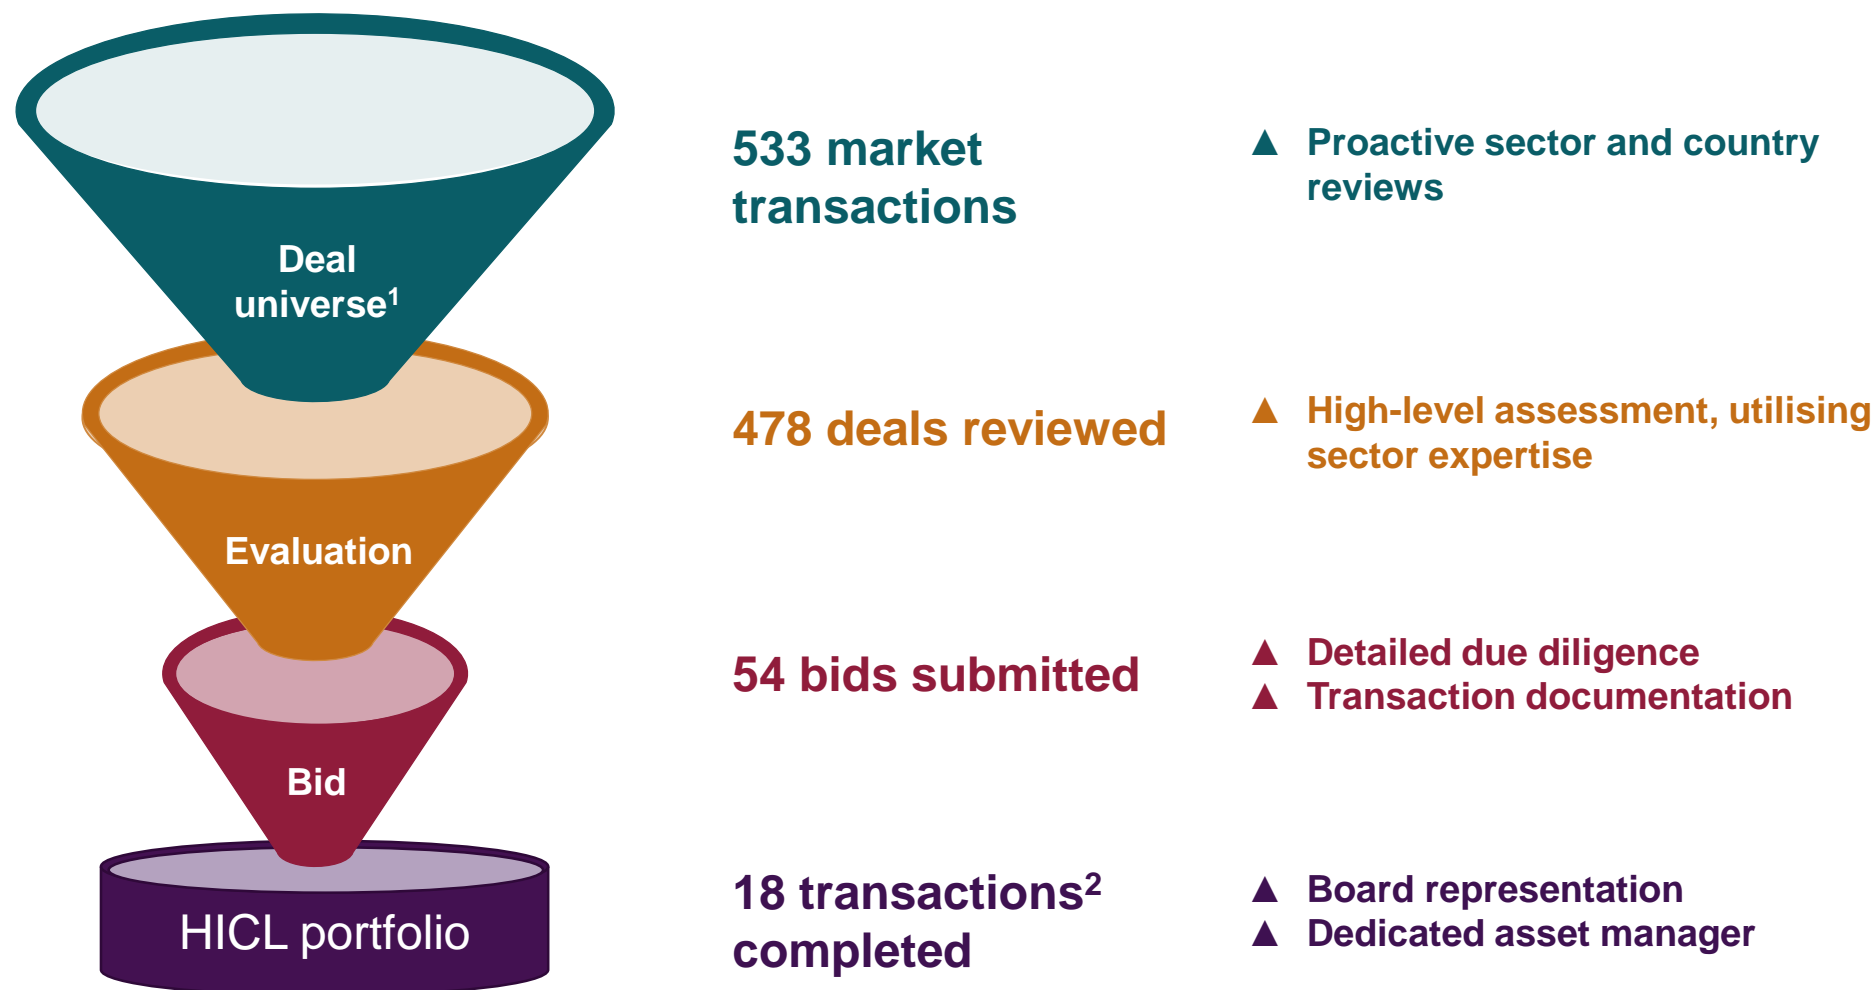 Deal
universe¹
533 market
transactions
▲ Proactive sector and country
reviews
Evaluation
478 deals reviewed
▲ High-level assessment, utilising
sector expertise
Bid
54 bids submitted
▲ Detailed due diligence
▲ Transaction documentation
HICL portfolio
18 transactions²
completed
▲ Board representation
▲ Dedicated asset manager